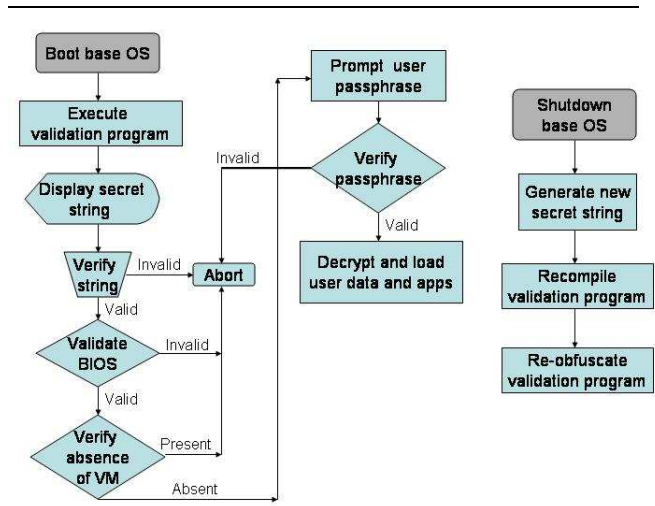 Boot base OS
Execute
validation program
Display secret
string
Verify
string
Invalid
Abort
Valid
Validate
BIOS
Invalid
Valid
Verify
absence
of VM
Present
Absent
Prompt user
passphrase
Invalid
Verify
passphrase
Valid
Decrypt and load
user data and apps
Shutdown
base OS
Generate new
secret string
Recompile
validation program
Re-obfuscate
validation program